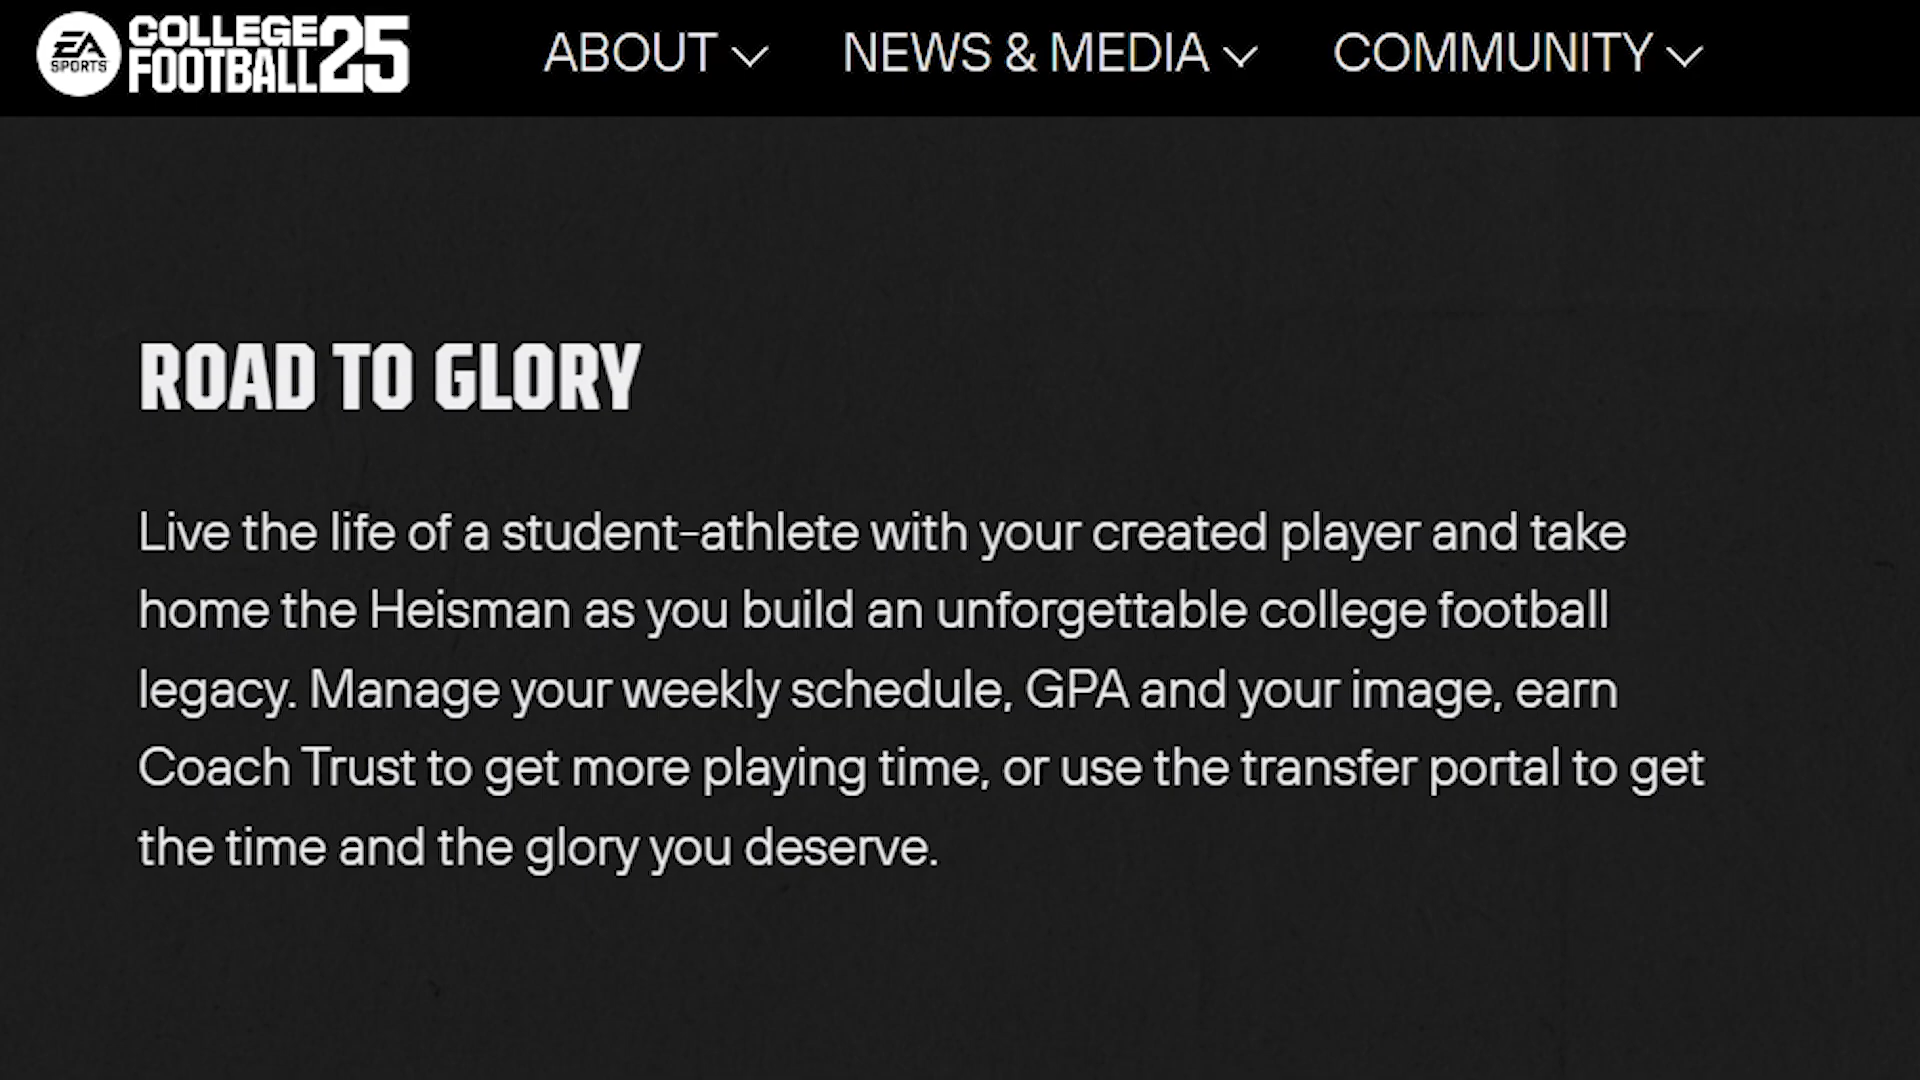 EA SPORTS COLLEGE FOOTBALL 25 ABOUT NEWS & MEDIA COMMUNITY
ROAD TO GLORY
Live the life of a student-athlete with your created player and take
home the Heisman as you build an unforgettable college football
legacy. Manage your weekly schedule, GPA and your image, earn
Coach Trust to get more playing time, or use the transfer portal to get
the time and the glory you deserve.